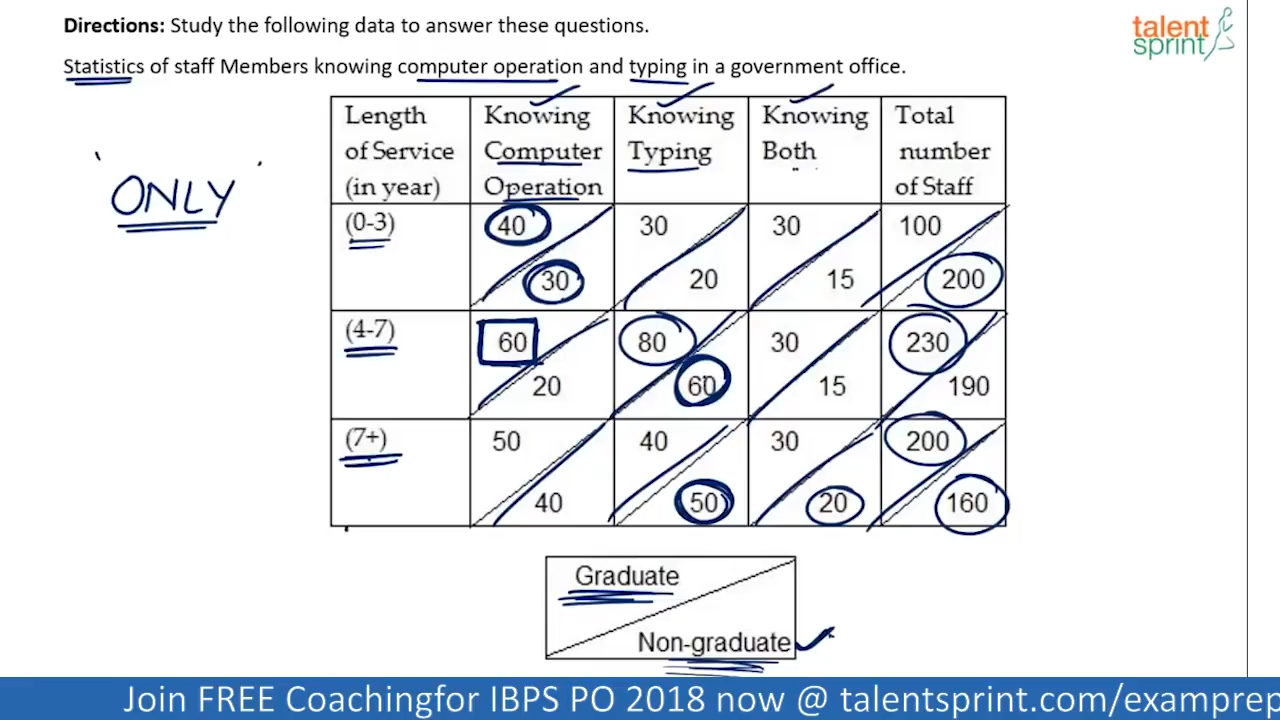 Directions: Study the following data to answer these questions.
talent
sprint
Statistics of staff Members knowing computer operation and typing in a government office.
Length of Service (in year) Knowing Computer Operation Knowing Typing Knowing Both Total number of Staff
ONLY
(0-3) 40 30 30 100
30 20 15 200
(4-7) 60 80 30 230
20 60 15 190
(7+) 50 40 30 200
40 50 20 160
Graduate
Non-graduate
Join FREE Coachingfor IBPS PO 2018 now @ talentsprint.com/examprep